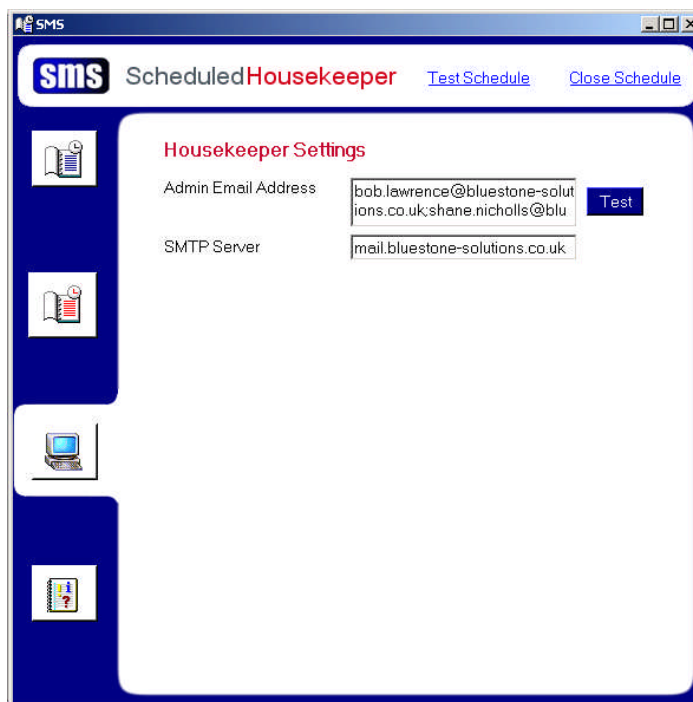 SMS
sms ScheduledHousekeeper Test Schedule Close Schedule
Housekeeper Settings
Admin Email Address
bob.lawrence@bluestone-solut
ions.co.uk;shane.nicholls@blu
Test
SMTP Server
mail.bluestone-solutions.co.uk